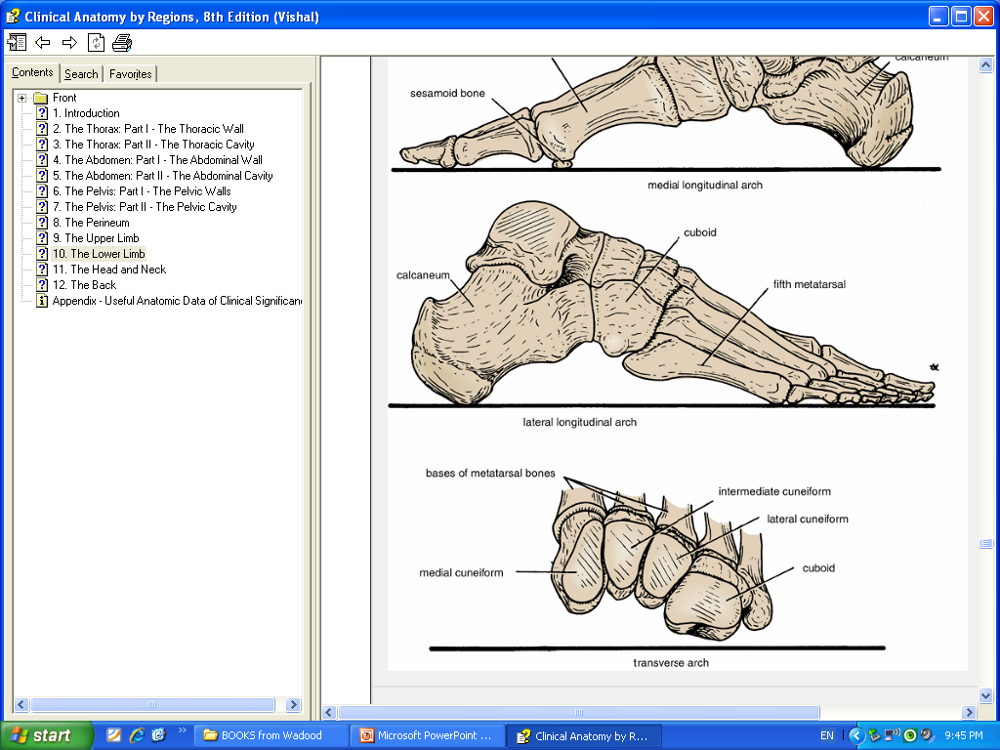 Clinical Anatomy by Regions, 8th Edition (Vishal)
Contents Search Favorites
Front
1. Introduction
2. The Thorax: Part I - The Thoracic Wall
3. The Thorax: Part II - The Thoracic Cavity
4. The Abdomen: Part I - The Abdominal Wall
5. The Abdomen: Part II - The Abdominal Cavity
6. The Pelvis: Part I - The Pelvic Walls
7. The Pelvis: Part II - The Pelvic Cavity
8. The Perineum
9. The Upper Limb
10. The Lower Limb
11. The Head and Neck
12. The Back
Appendix - Useful Anatomic Data of Clinical Significan
calcaneum
sesamoid bone
medial longitudinal arch
cuboid
calcaneum
fifth metatarsal
lateral longitudinal arch
bases of metatarsal bones
intermediate cuneiform
lateral cuneiform
medial cuneiform
cuboid
transverse arch
start
BOOKS from Wadood
Microsoft PowerPoint ...
Clinical Anatomy by R...
EN
9:45 PM